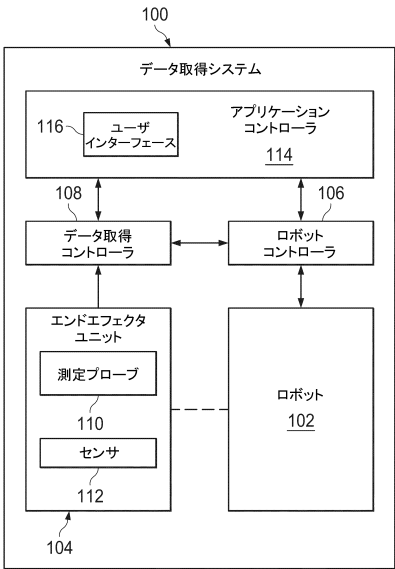 100
データ取得システム
116
ユーザ
インターフェース
アプリケーション
コントローラ
114
108
106
データ取得
コントローラ
ロボット
コントローラ
エンドエフェクタ
ユニット
測定プローブ
110
センサ
112
ロボット
102
104